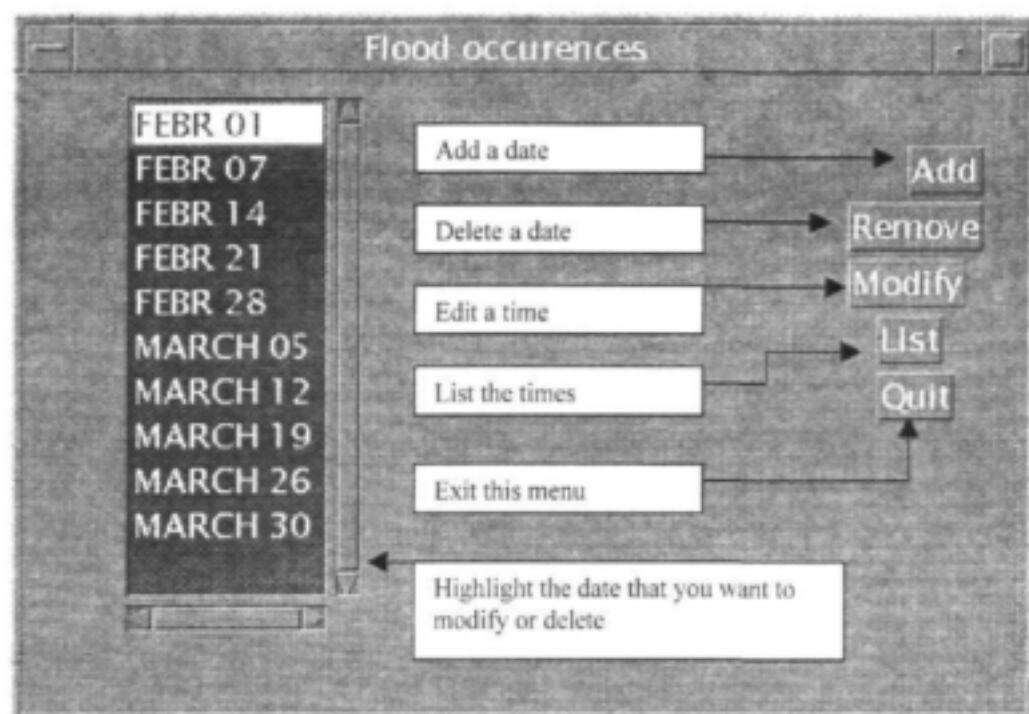 Flood occurences
FEBR 01
FEBR 07
FEBR 14
FEBR 21
FEBR 28
MARCH 05
MARCH 12
MARCH 19
MARCH 26
MARCH 30
Add a date
Delete a date
Edit a time
List the times
Exit this menu
Highlight the date that you want to
modify or delete
Add
Remove
Modify
List
Quit